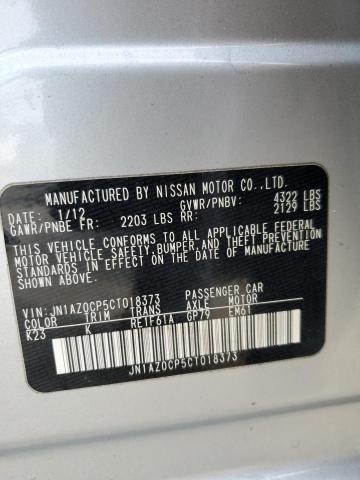 MANUFACTURED BY NISSAN MOTOR CO.,LTD.
DATE: 1/12 GVWR/PNBV: 4322 LBS
GAWR/PNBE FR: 2203 LBS RR: 2129 LBS
THIS VEHICLE CONFORMS TO ALL APPLICABLE FEDERAL
MOTOR VEHICLE SAFETY,BUMPER,AND THEFT PREVENTION
STANDARDS IN EFFECT ON THE DATE OF MANUFACTURE
SHOWN ABOVE.
VIN: JN1AZ0CP5CT018373 PASSENGER CAR
COLOR TRIM TRANS AXLE MOTOR
K23 K RE1F61A GP79 EM61
JN1AZ0CP5CT018373